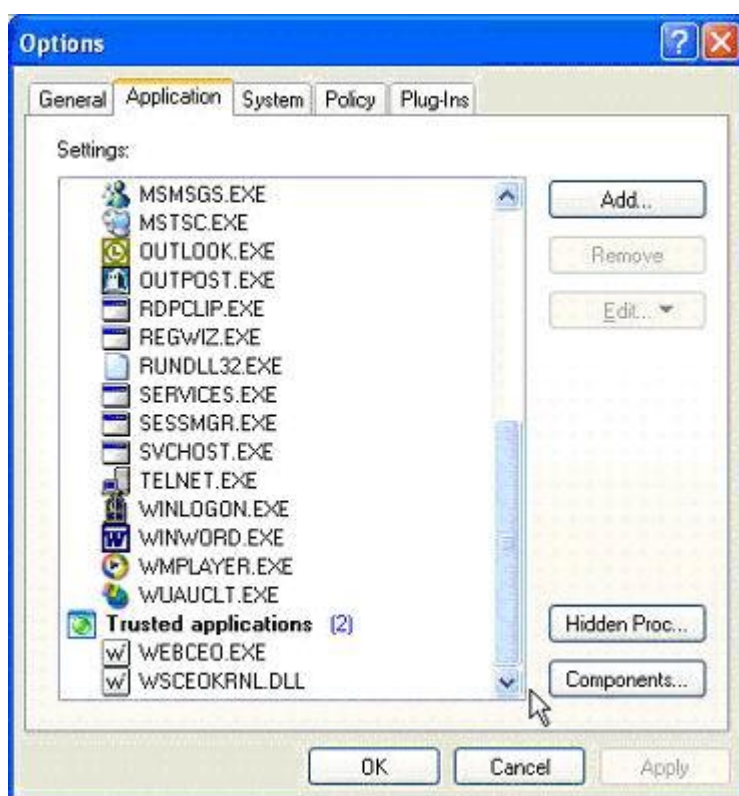 Options
General Application System Policy Plug-Ins
Settings:
MSMSGS.EXE
MSTSC.EXE
OUTLOOK.EXE
OUTPOST.EXE
RDPCLIP.EXE
REGWIZ.EXE
RUNDLL32.EXE
SERVICES.EXE
SESSMGR.EXE
SVCHOST.EXE
TELNET.EXE
WINLOGON.EXE
WINWORD.EXE
WMPLAYER.EXE
WUAUCLT.EXE
Trusted applications (2)
WEBCEO.EXE
WSCEOKRNL.DLL
Add...
Remove
Edit...
Hidden Proc...
Components...
OK Cancel Apply